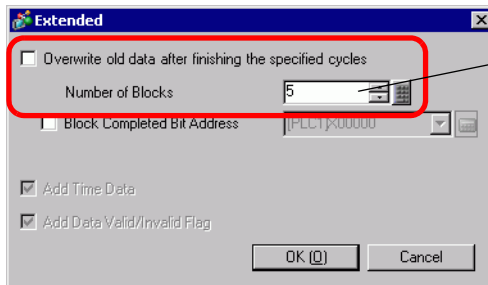 Extended
Overwrite old data after finishing the specified cycles
Number of Blocks 5
Block Completed Bit Address [PLC1]X00000
Add Time Data
Add Data Valid/Invalid Flag
OK (O) Cancel